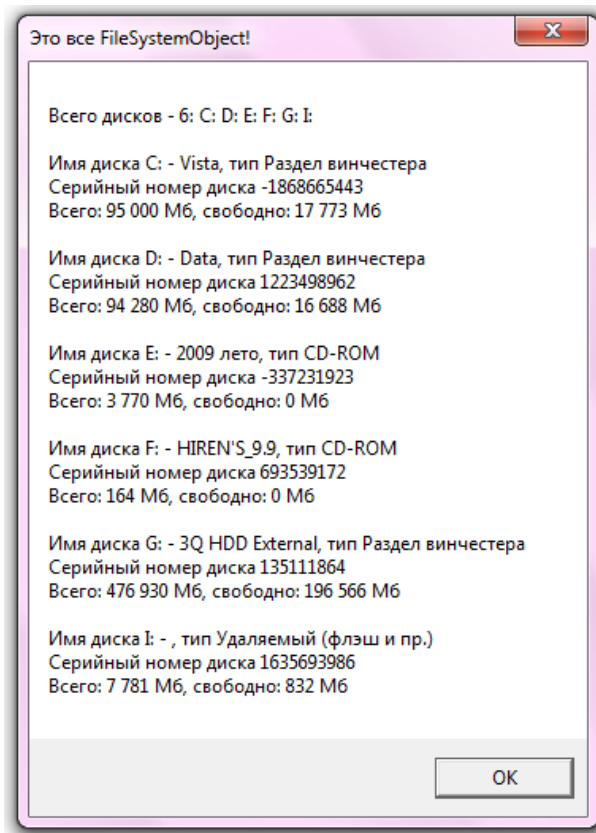 Это все FileSystemObject!
Всего дисков - 6: C: D: E: F: G: I:
Имя диска C: - Vista, тип Раздел винчестера
Серийный номер диска -1868665443
Всего: 95 000 Мб, свободно: 17 773 Мб
Имя диска D: - Data, тип Раздел винчестера
Серийный номер диска 1223498962
Всего: 94 280 Мб, свободно: 16 688 Мб
Имя диска E: - 2009 лето, тип CD-ROM
Серийный номер диска -337231923
Всего: 3 770 Мб, свободно: 0 Мб
Имя диска F: - HIREN'S_9.9, тип CD-ROM
Серийный номер диска 693539172
Всего: 164 Мб, свободно: 0 Мб
Имя диска G: - 3Q HDD External, тип Раздел винчестера
Серийный номер диска 135111864
Всего: 476 930 Мб, свободно: 196 566 Мб
Имя диска I: - , тип Удаляемый (флэш и пр.)
Серийный номер диска 1635693986
Всего: 7 781 Мб, свободно: 832 Мб
OK